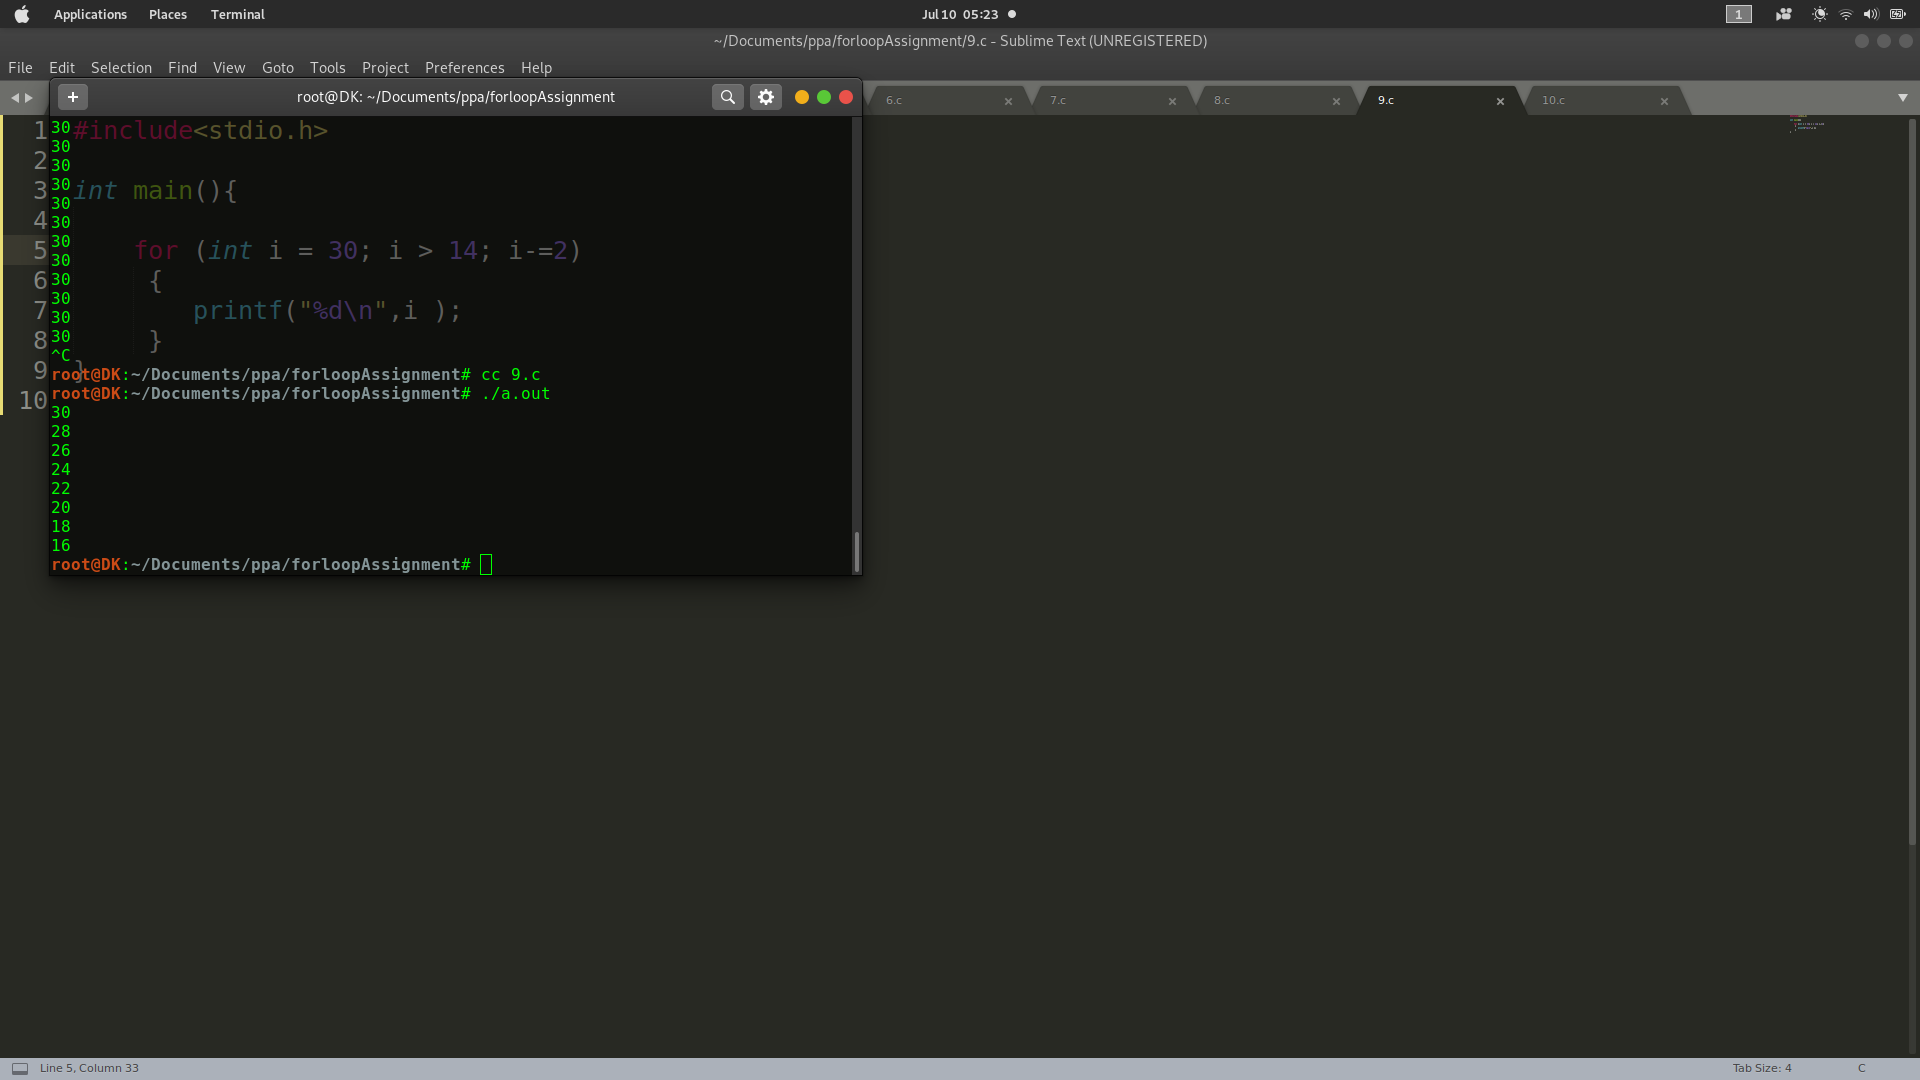 Applications Places Terminal Jul 10 05:23 1
~/Documents/ppa/forloopAssignment/9.c - Sublime Text (UNREGISTERED)
File Edit Selection Find View Goto Tools Project Preferences Help
root@DK: ~/Documents/ppa/forloopAssignment
6.c 7.c 8.c 9.c 10.c
1 #include<stdio.h>
2
3 int main(){
4
5 for (int i = 30; i > 14; i-=2)
6 {
7 printf("%d\n",i );
8 }
9 }
10
30
30
30
30
30
30
30
30
30
30
30
30
^C
root@DK:~/Documents/ppa/forloopAssignment# cc 9.c
root@DK:~/Documents/ppa/forloopAssignment# ./a.out
30
28
26
24
22
20
18
16
root@DK:~/Documents/ppa/forloopAssignment#
Line 5, Column 33 Tab Size: 4 C